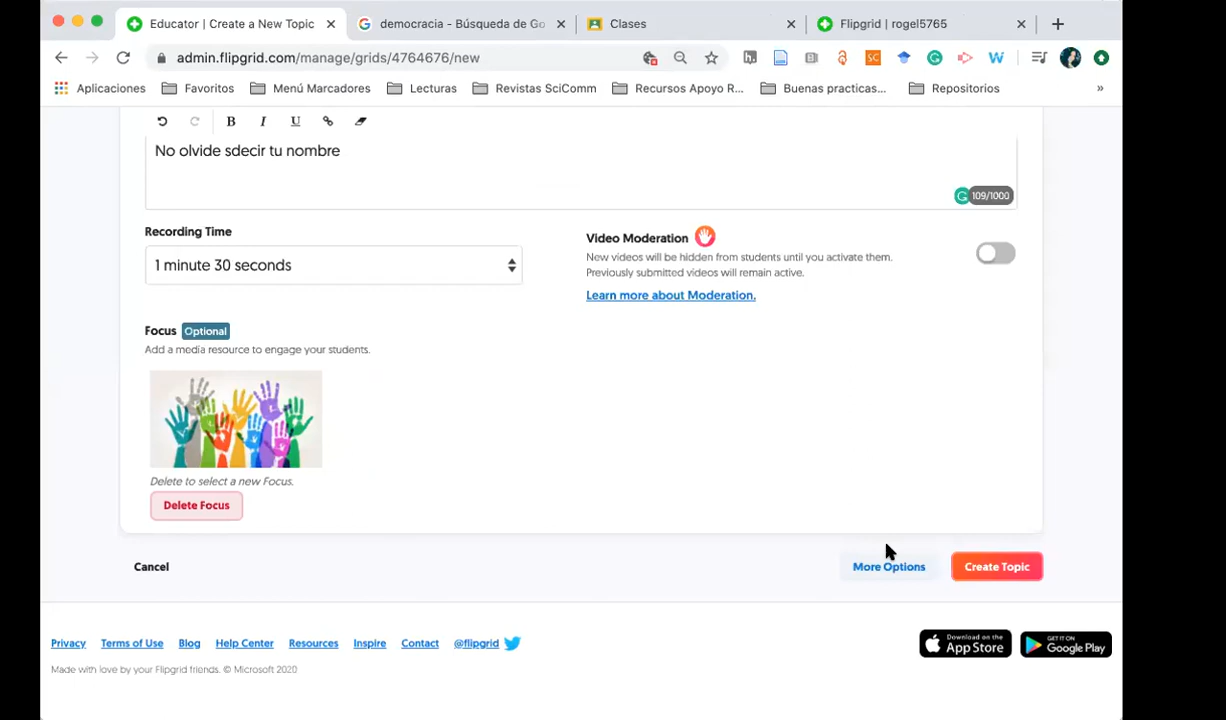 Educator | Create a New Topic
democracia - Búsqueda de Go
Clases
Flipgrid | rogel5765
admin.flipgrid.com/manage/grids/4764676/new
Aplicaciones
Favoritos
Menú Marcadores
Lecturas
Revistas SciComm
Recursos Apoyo R...
Buenas practicas...
Repositorios
»
B I U
No olvide sdecir tu nombre
109/1000
Recording Time
1 minute 30 seconds
Video Moderation
New videos will be hidden from students until you activate them.
Previously submitted videos will remain active.
Learn more about Moderation.
Focus Optional
Add a media resource to engage your students.
Delete to select a new Focus.
Delete Focus
Cancel
More Options
Create Topic
Privacy
Terms of Use
Blog
Help Center
Resources
Inspire
Contact
@flipgrid
Download on the
App Store
GET IT ON
Google Play
Made with love by your Flipgrid friends. © Microsoft 2020